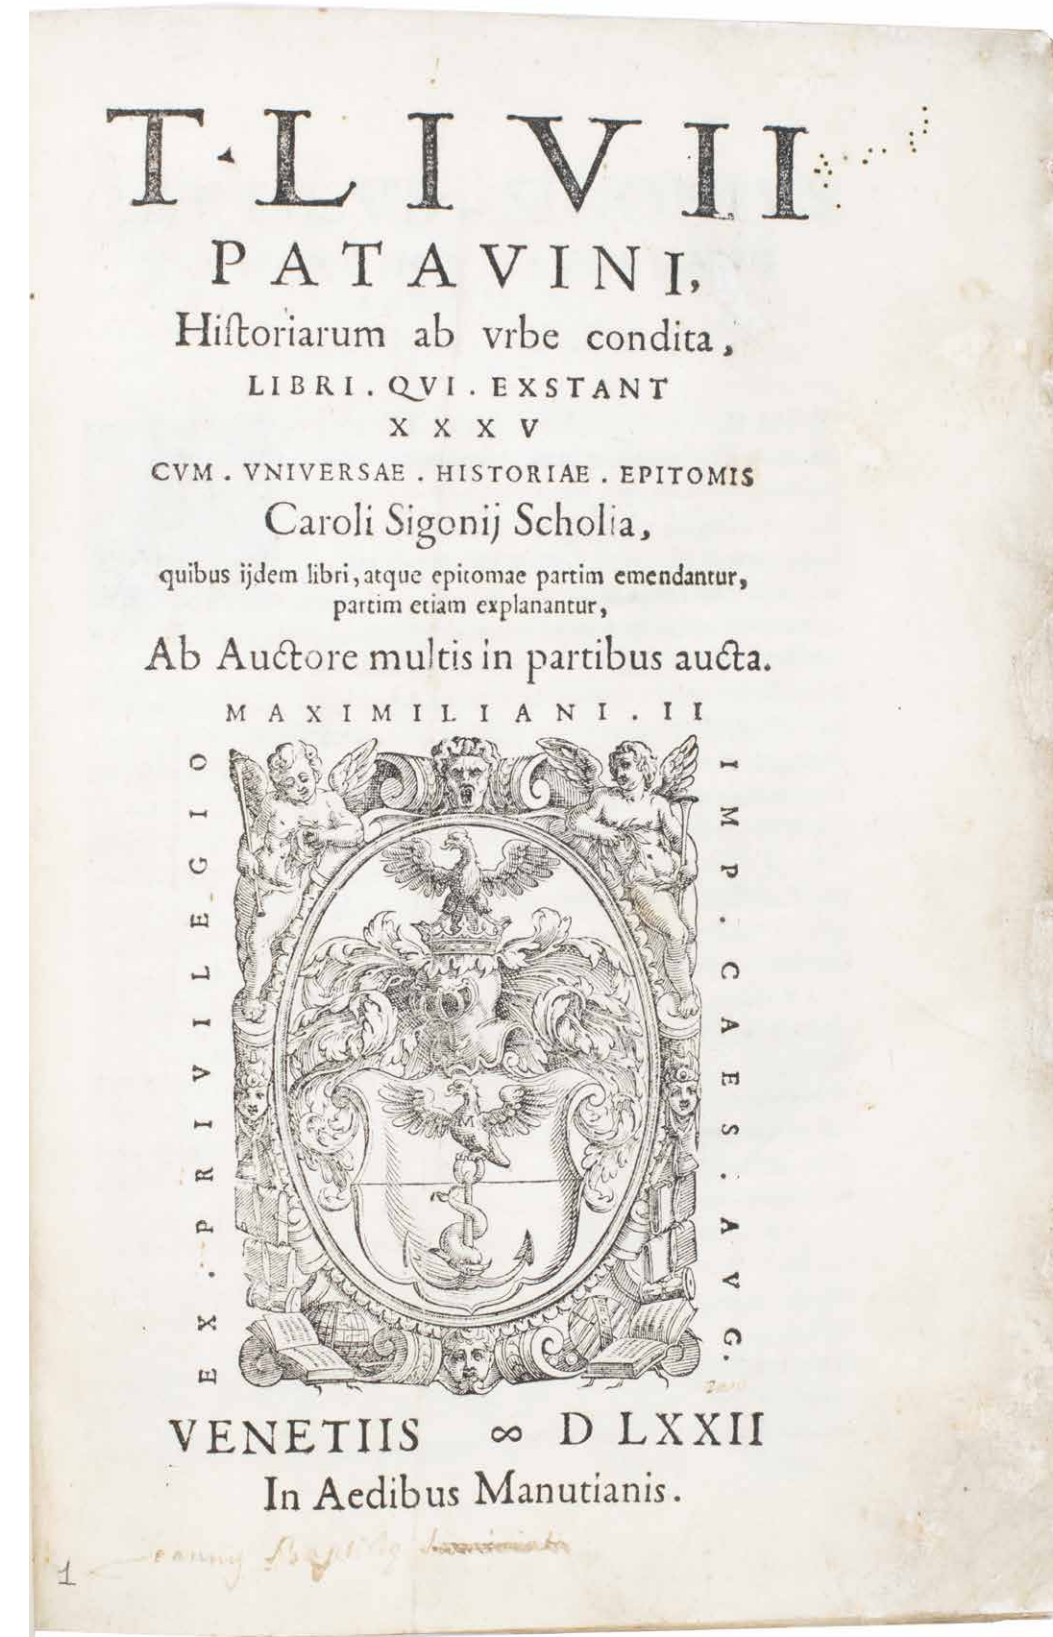 T. LIVII
PATAVINI,
Hiſtoriarum ab vrbe condita,
LIBRI. QVI. EXSTANT
XXXV
CVM. VNIVERSAE. HISTORIAE. EPITOMIS
Caroli Sigonij Scholia,
quibus ijdem libri, atque epitomae partim emendantur,
partim etiam explanantur,
Ab Auctore multis in partibus aucta.
MAXIMILIANI. II
EX. PRIVILEGIO
IMP. CAES. AVG.
VENETIIS ∞ D LXXII
In Aedibus Manutianis.
1